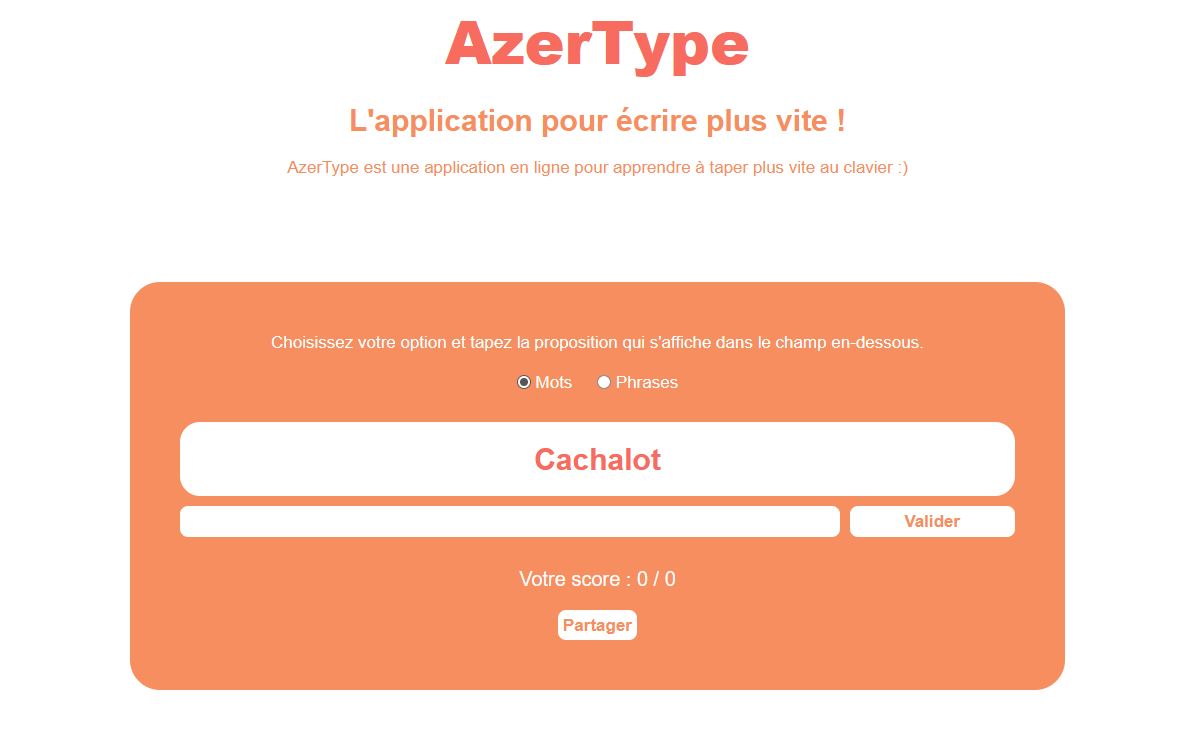 AzerType
L'application pour écrire plus vite !
AzerType est une application en ligne pour apprendre à taper plus vite au clavier :)
Choisissez votre option et tapez la proposition qui s'affiche dans le champ en-dessous.
Mots Phrases
Cachalot
Valider
Votre score : 0 / 0
Partager